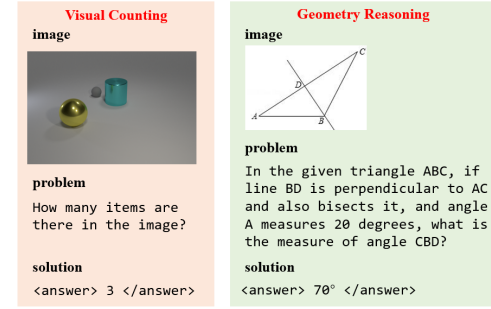 Visual Counting
image
problem
How many items are
there in the image?
solution
<answer> 3 </answer>
Geometry Reasoning
image
C
D
A
B
problem
In the given triangle ABC, if
line BD is perpendicular to AC
and also bisects it, and angle
A measures 20 degrees, what is
the measure of angle CBD?
solution
<answer> 70° </answer>